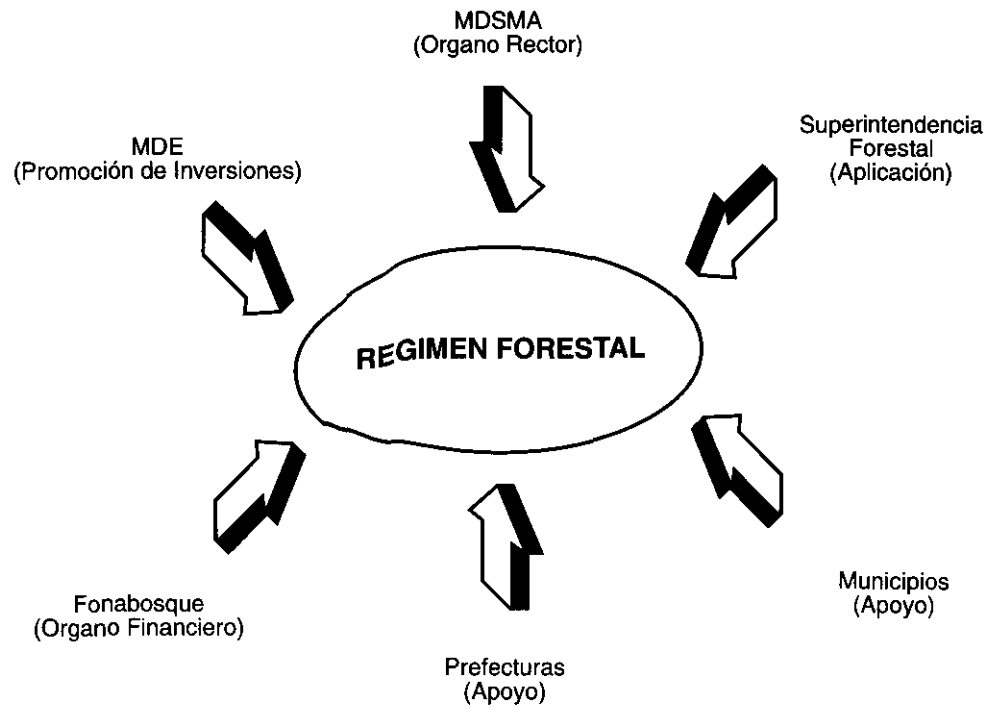 MDSMA
(Organo Rector)
MDE
(Promoción de Inversiones)
Superintendencia
Forestal
(Aplicación)
REGIMEN FORESTAL
Fonabosque
(Organo Financiero)
Municipios
(Apoyo)
Prefecturas
(Apoyo)